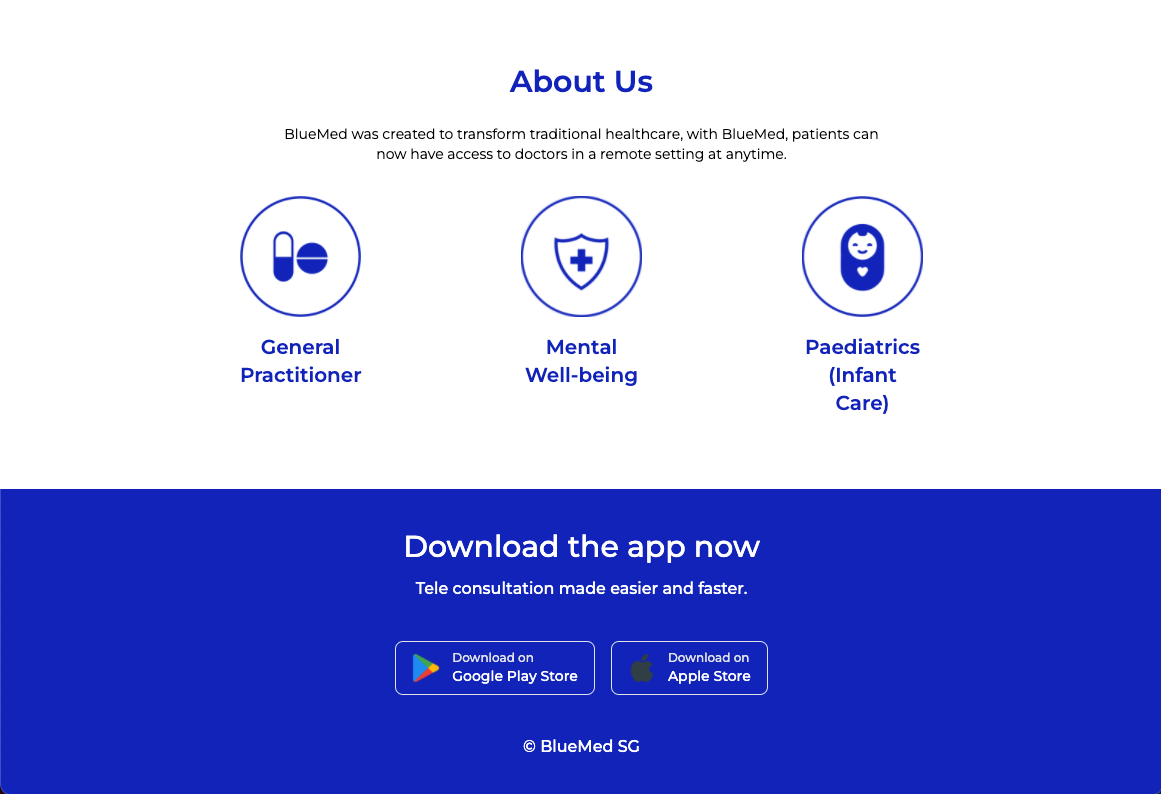 About Us
BlueMed was created to transform traditional healthcare, with BlueMed, patients can
now have access to doctors in a remote setting at anytime.
General
Practitioner
Mental
Well-being
Paediatrics
(Infant
Care)
Download the app now
Tele consultation made easier and faster.
Download on
Google Play Store
Download on
Apple Store
© BlueMed SG